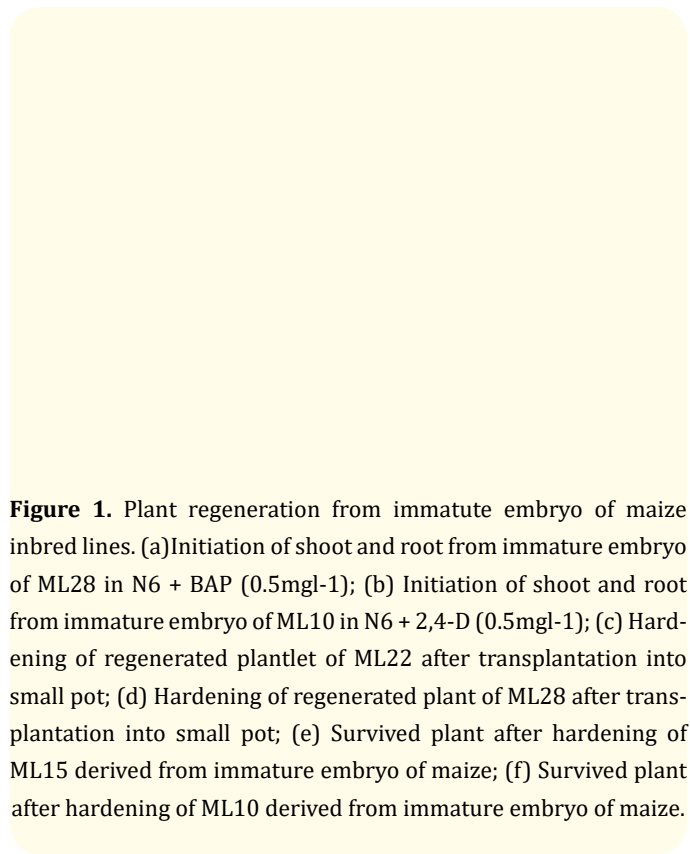 Figure 1. Plant regeneration from immatute embryo of maize
inbred lines. (a)Initiation of shoot and root from immature embryo
of ML28 in N6 + BAP (0.5mgl-1); (b) Initiation of shoot and root
from immature embryo of ML10 in N6 + 2,4-D (0.5mgl-1); (c) Hard-
ening of regenerated plantlet of ML22 after transplantation into
small pot; (d) Hardening of regenerated plant of ML28 after trans-
plantation into small pot; (e) Survived plant after hardening of
ML15 derived from immature embryo of maize; (f) Survived plant
after hardening of ML10 derived from immature embryo of maize.